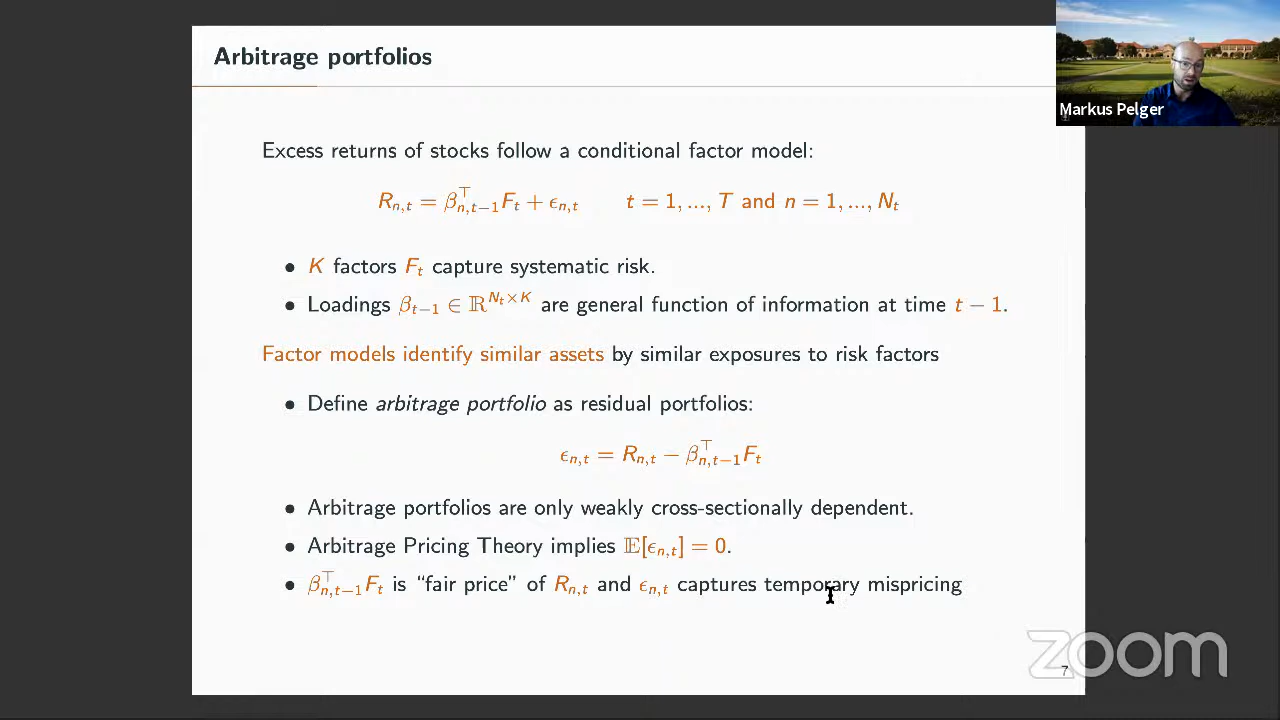 Arbitrage portfolios
Markus Pelger
Excess returns of stocks follow a conditional factor model:
R_{n,t} = β_{n,t−1}^⊤ F_t + ϵ_{n,t}    t = 1, ..., T and n = 1, ..., N_t
• K factors F_t capture systematic risk.
• Loadings β_{t−1} ∈ ℝ^{N_t×K} are general function of information at time t − 1.
Factor models identify similar assets by similar exposures to risk factors
• Define arbitrage portfolio as residual portfolios:
ϵ_{n,t} = R_{n,t} − β_{n,t−1}^⊤ F_t
• Arbitrage portfolios are only weakly cross-sectionally dependent.
• Arbitrage Pricing Theory implies 𝔼[ϵ_{n,t}] = 0.
• β_{n,t−1}^⊤ F_t is “fair price” of R_{n,t} and ϵ_{n,t} captures temporary mispricing
zoom
7